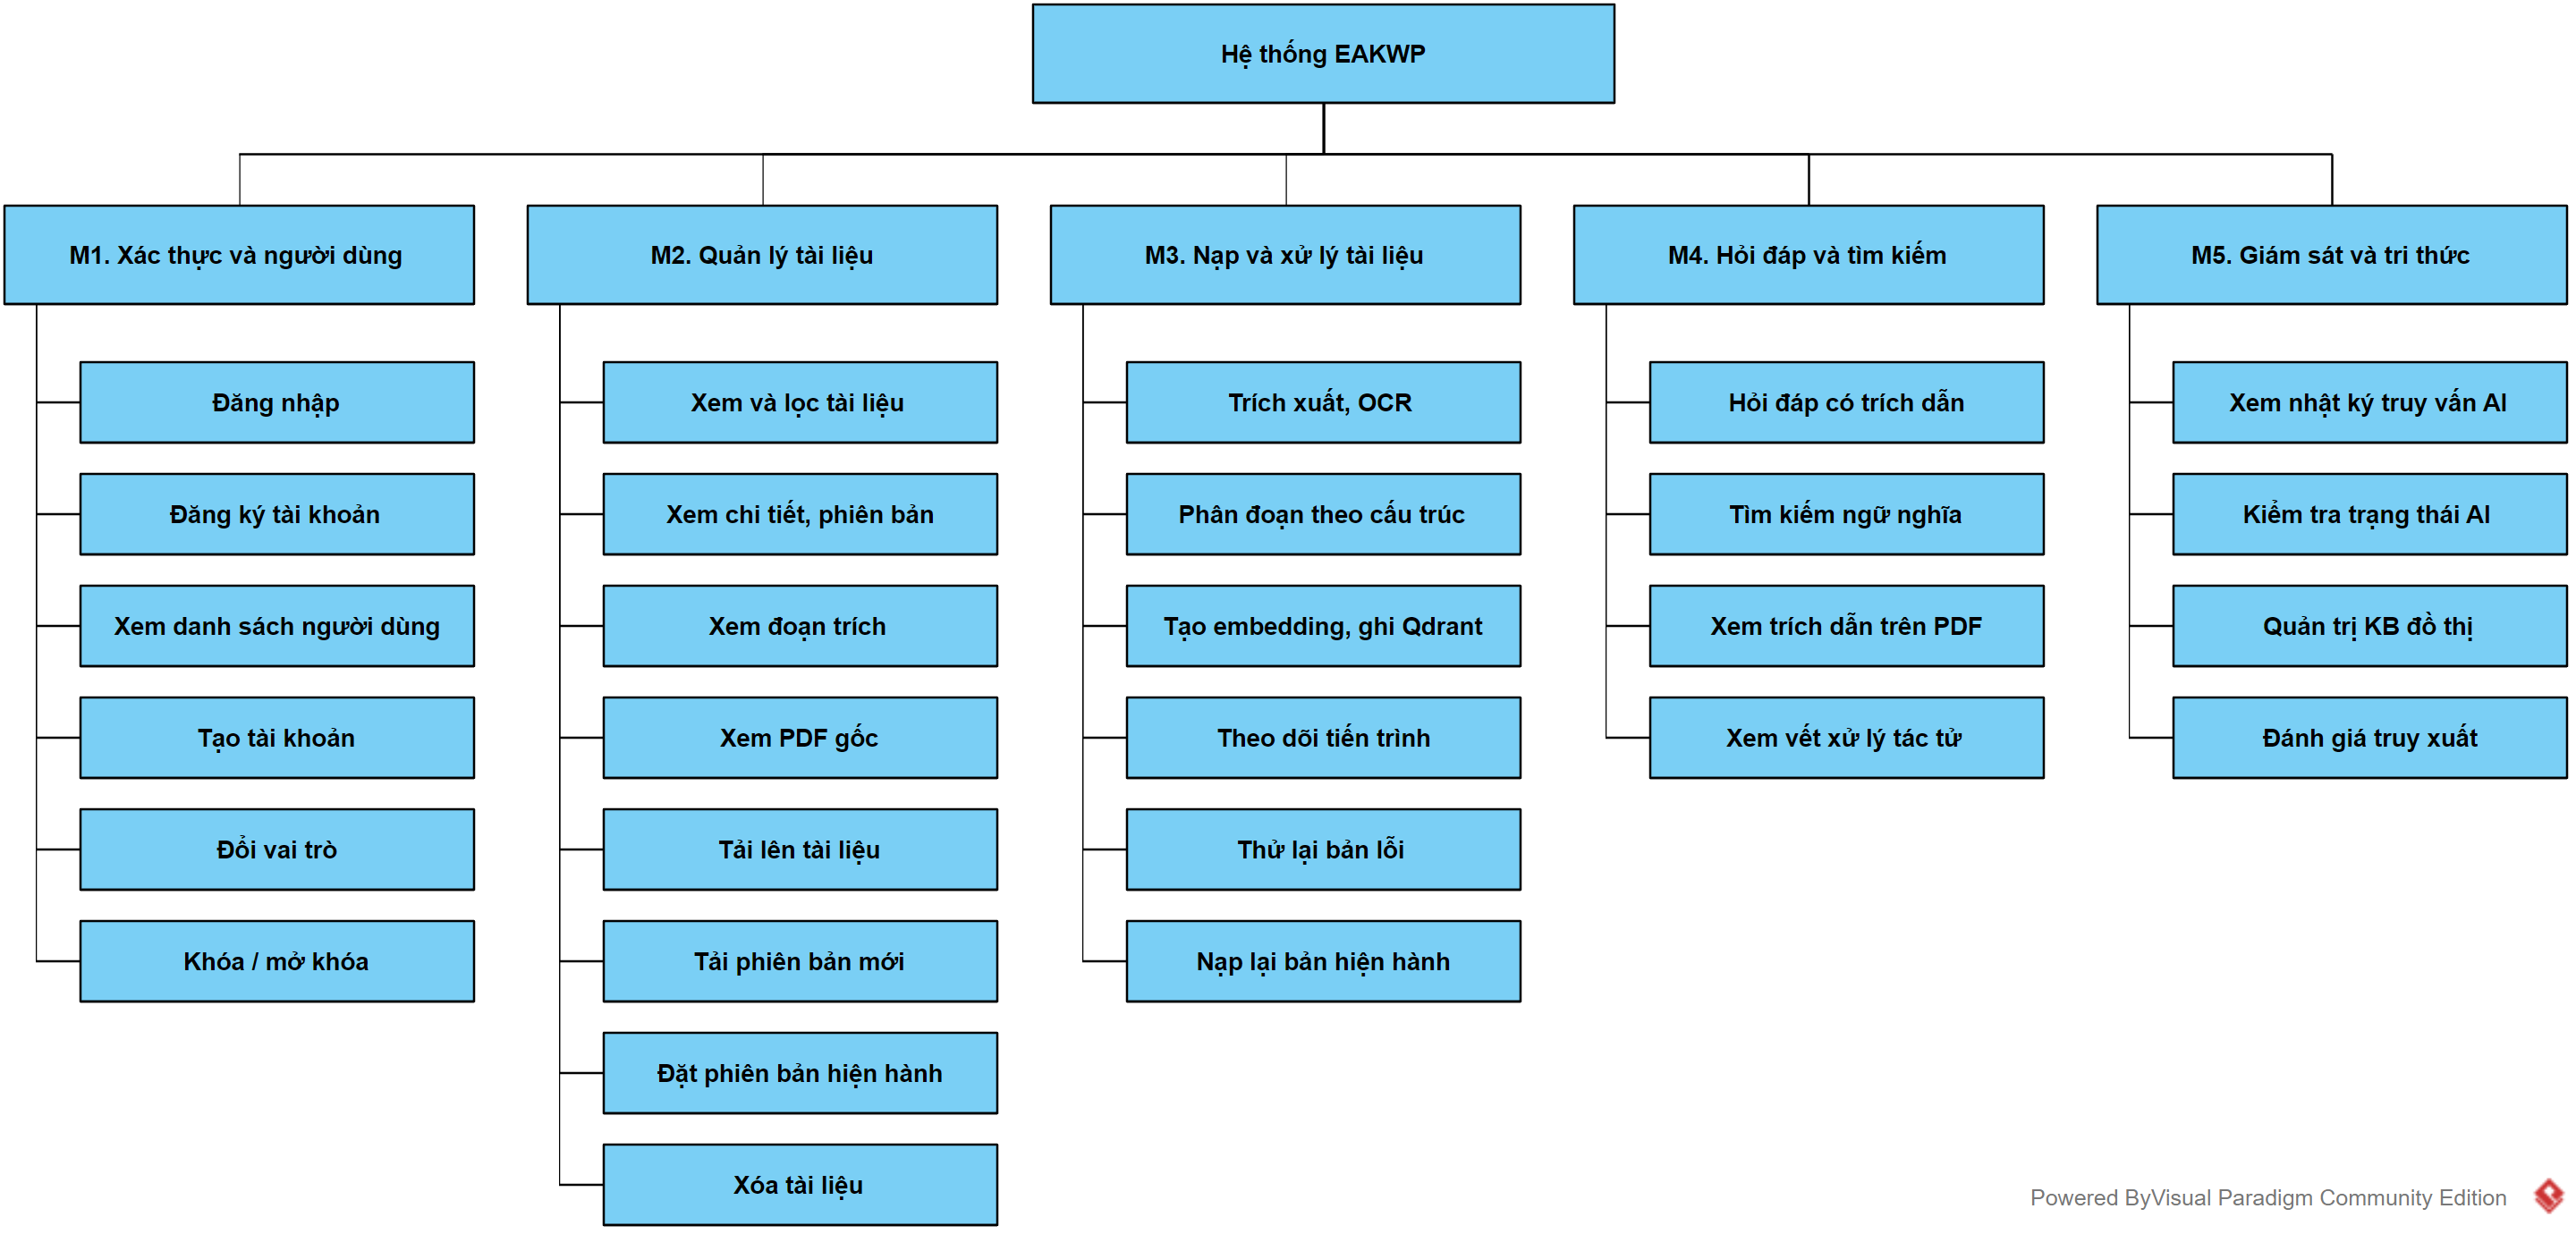 Hệ thống EAKWP
M1. Xác thực và người dùng
Đăng nhập
Đăng ký tài khoản
Xem danh sách người dùng
Tạo tài khoản
Đổi vai trò
Khóa / mở khóa
M2. Quản lý tài liệu
Xem và lọc tài liệu
Xem chi tiết, phiên bản
Xem đoạn trích
Xem PDF gốc
Tải lên tài liệu
Tải phiên bản mới
Đặt phiên bản hiện hành
Xóa tài liệu
M3. Nạp và xử lý tài liệu
Trích xuất, OCR
Phân đoạn theo cấu trúc
Tạo embedding, ghi Qdrant
Theo dõi tiến trình
Thử lại bản lỗi
Nạp lại bản hiện hành
M4. Hỏi đáp và tìm kiếm
Hỏi đáp có trích dẫn
Tìm kiếm ngữ nghĩa
Xem trích dẫn trên PDF
Xem vết xử lý tác tử
M5. Giám sát và tri thức
Xem nhật ký truy vấn AI
Kiểm tra trạng thái AI
Quản trị KB đồ thị
Đánh giá truy xuất
Powered ByVisual Paradigm Community Edition